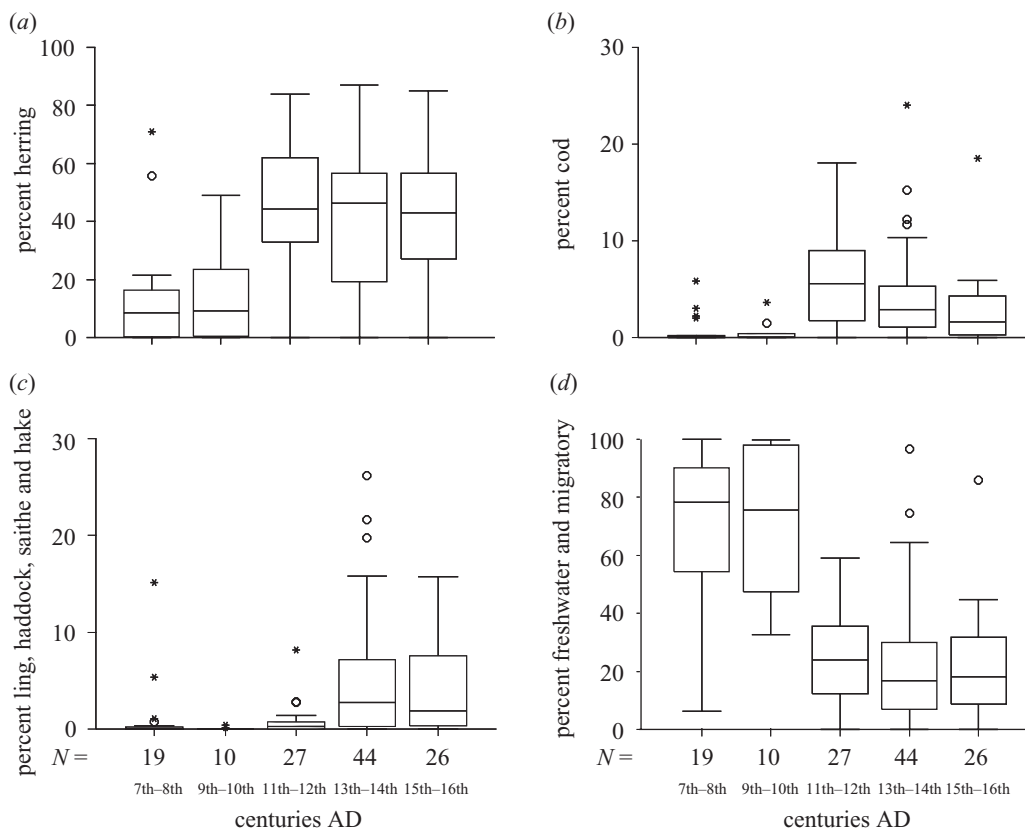 (a)
percent herring
100
80
60
40
20
0
(b)
percent cod
30
20
10
0
(c)
percent ling, haddock, saithe and hake
30
20
10
0
N = 19 10 27 44 26
7th–8th 9th–10th 11th–12th 13th–14th 15th–16th
centuries AD
(d)
percent freshwater and migratory
100
80
60
40
20
0
N = 19 10 27 44 26
7th–8th 9th–10th 11th–12th 13th–14th 15th–16th
centuries AD